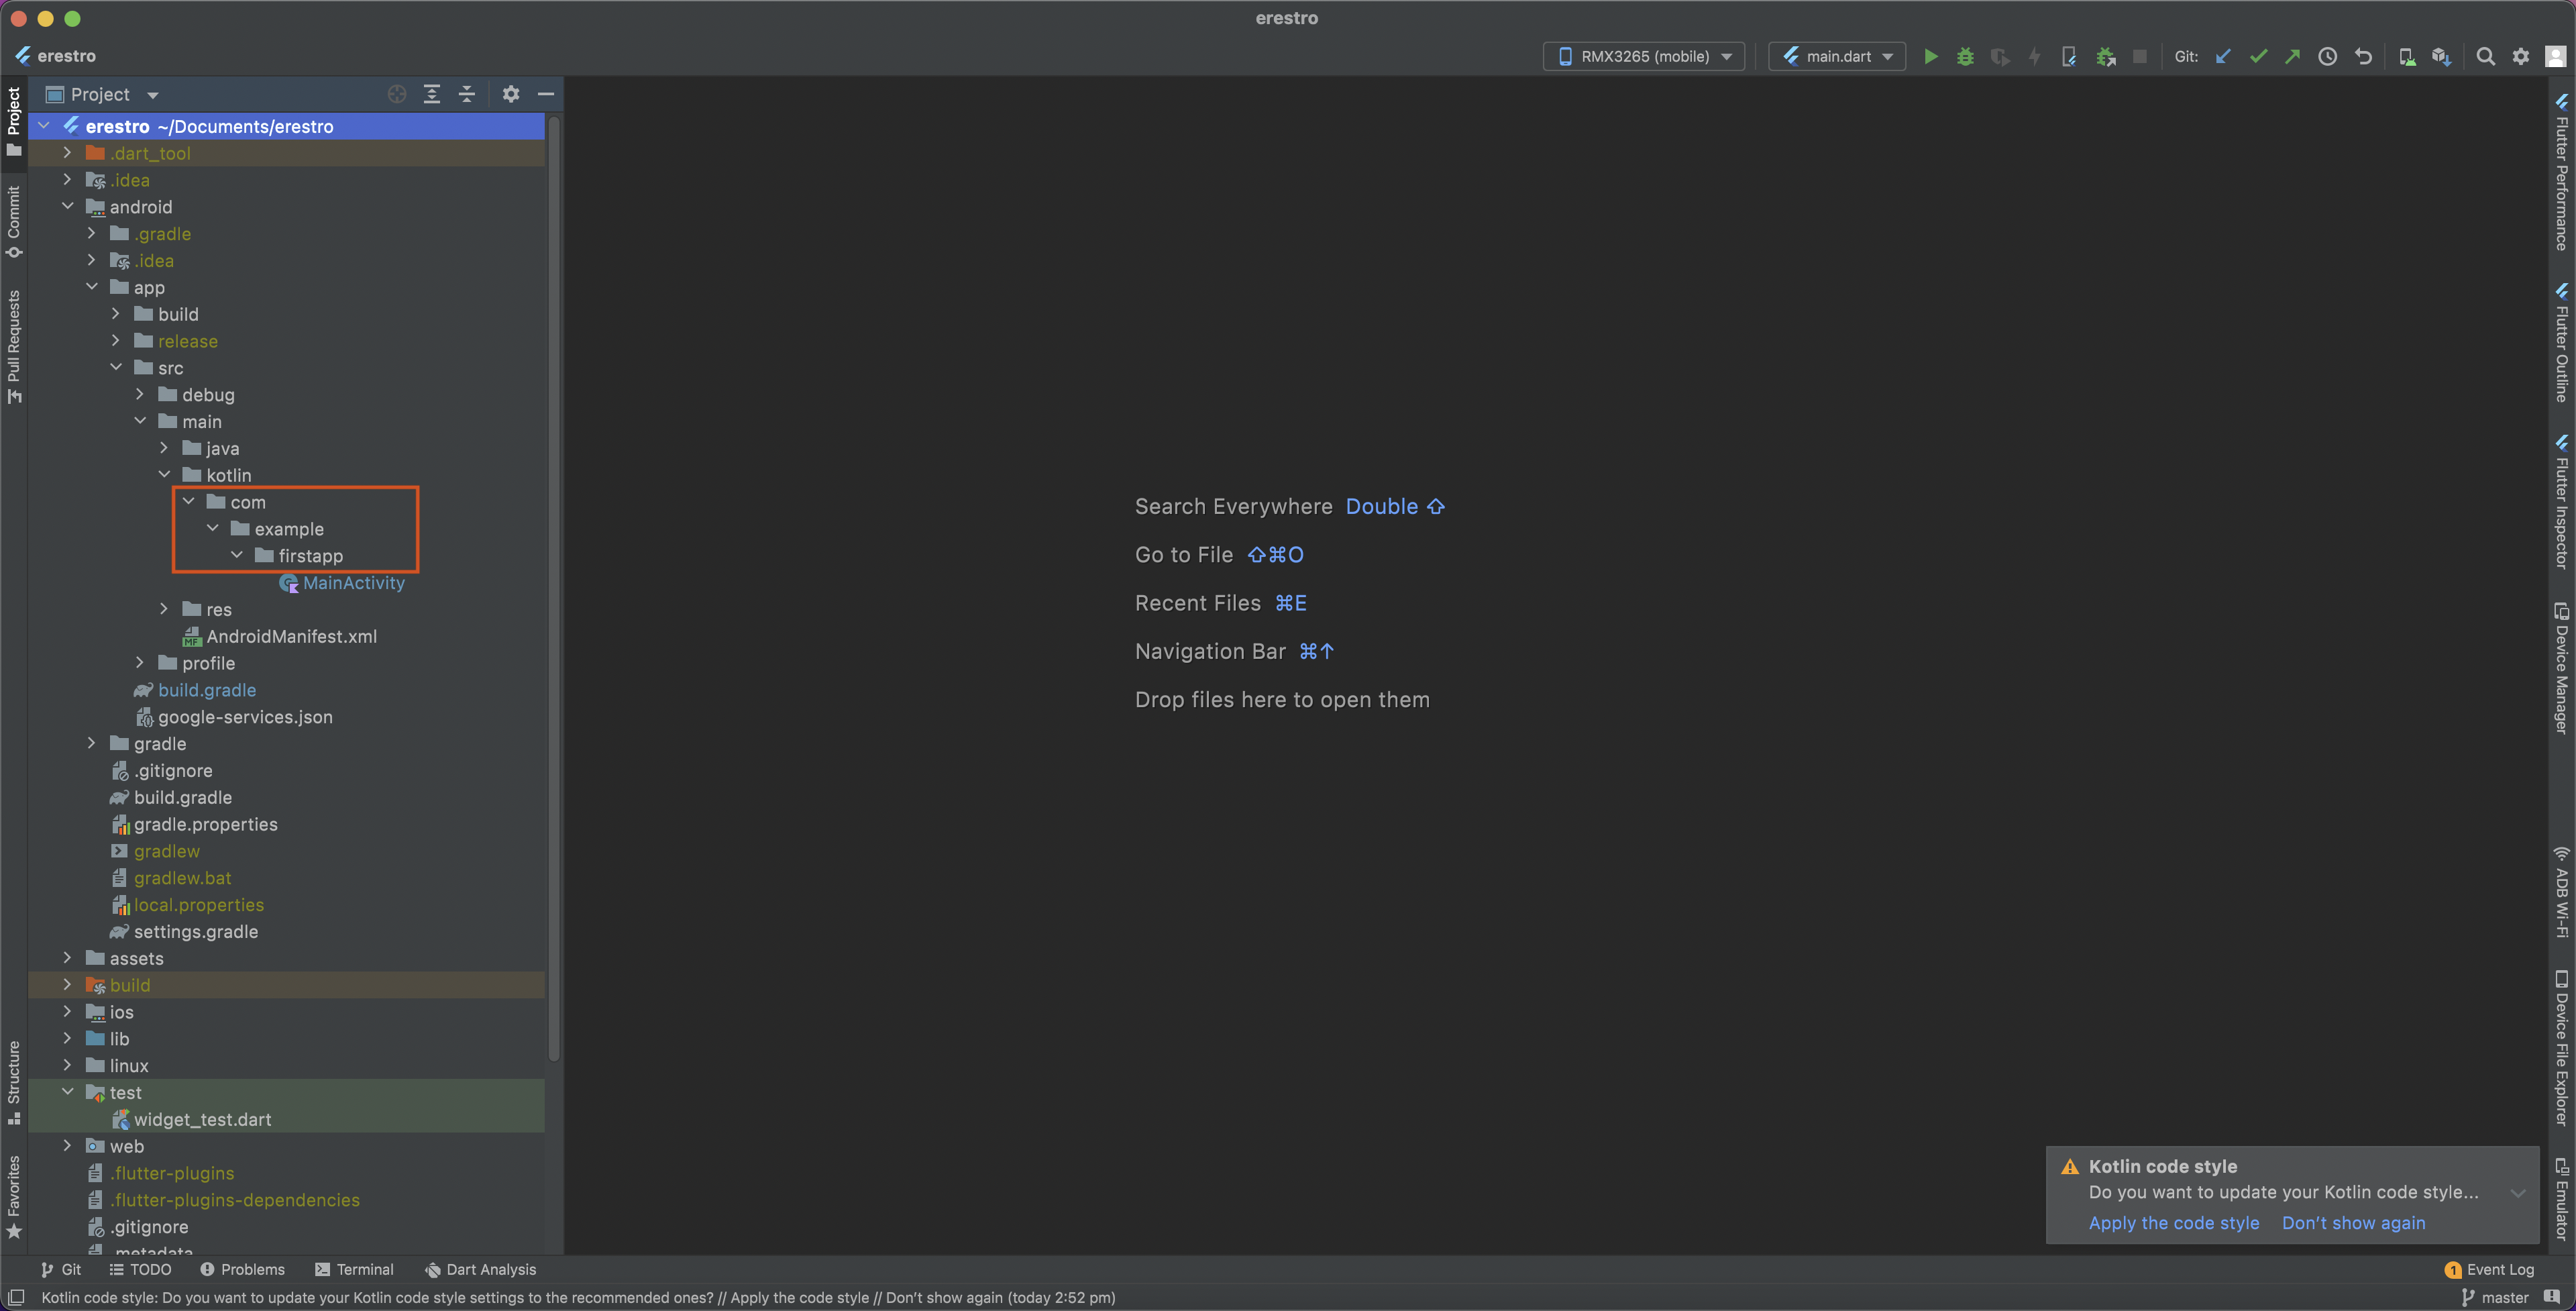 erestro
erestro
RMX3265 (mobile)
main.dart
Git:
Project
erestro ~/Documents/erestro
.dart_tool
.idea
android
.gradle
.idea
app
build
release
src
debug
main
java
kotlin
com
example
firstapp
MainActivity
res
AndroidManifest.xml
profile
build.gradle
google-services.json
gradle
.gitignore
build.gradle
gradle.properties
gradlew
gradlew.bat
local.properties
settings.gradle
assets
build
ios
lib
linux
test
widget_test.dart
web
.flutter-plugins
.flutter-plugins-dependencies
.gitignore
.metadata
Project
Commit
Pull Requests
Structure
Favorites
Search Everywhere Double ⇧
Go to File ⇧⌘O
Recent Files ⌘E
Navigation Bar ⌘↑
Drop files here to open them
Flutter Performance
Flutter Outline
Flutter Inspector
Device Manager
ADB Wi-Fi
Device File Explorer
Emulator
Kotlin code style
Do you want to update your Kotlin code style...
Apply the code style Don't show again
Git
TODO
Problems
Terminal
Dart Analysis
1 Event Log
Kotlin code style: Do you want to update your Kotlin code style settings to the recommended ones? // Apply the code style // Don't show again (today 2:52 pm)
master